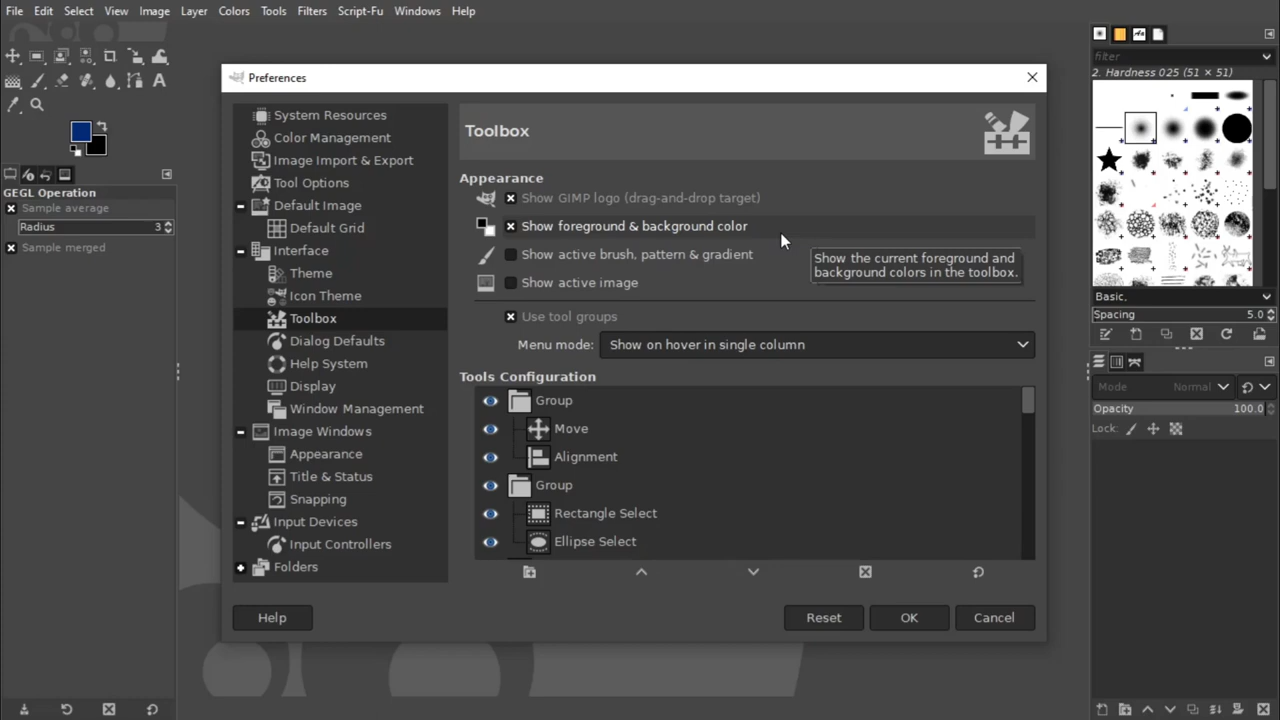 File Edit Select View Image Layer Colors Tools Filters Script-Fu Windows Help
GEGL Operation
Sample average
Radius 3
Sample merged
Preferences
System Resources
Color Management
Image Import & Export
Tool Options
Default Image
Default Grid
Interface
Theme
Icon Theme
Toolbox
Dialog Defaults
Help System
Display
Window Management
Image Windows
Appearance
Title & Status
Snapping
Input Devices
Input Controllers
Folders
Toolbox
Appearance
Show GIMP logo (drag-and-drop target)
Show foreground & background color
Show active brush, pattern & gradient
Show active image
Show the current foreground and
background colors in the toolbox.
Use tool groups
Menu mode: Show on hover in single column
Tools Configuration
Group
Move
Alignment
Group
Rectangle Select
Ellipse Select
Help Reset OK Cancel
filter
2. Hardness 025 (51 × 51)
Basic,
Spacing 5.0
Mode Normal
Opacity 100.0
Lock: